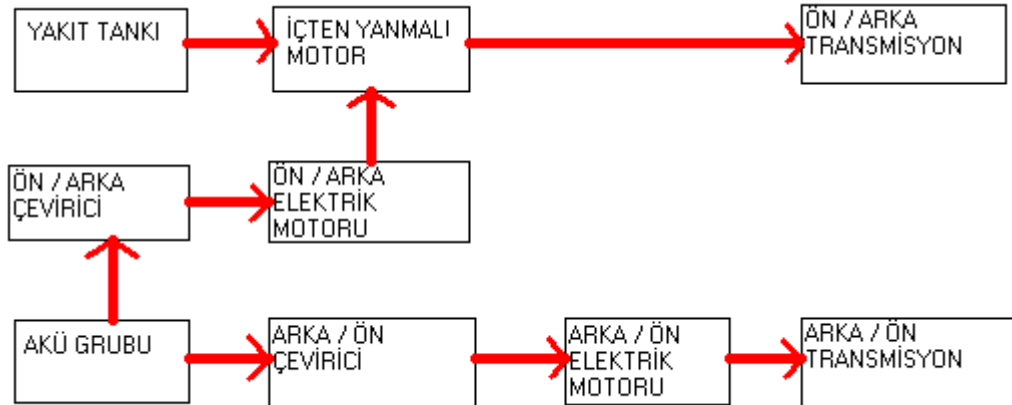 YAKIT TANKI
İÇTEN YANMALI
MOTOR
ÖN / ARKA
TRANSMİSYON
ÖN / ARKA
ÇEVİRİCİ
ÖN / ARKA
ELEKTRİK
MOTORU
AKÜ GRUBU
ARKA / ÖN
ÇEVİRİCİ
ARKA / ÖN
ELEKTRİK
MOTORU
ARKA / ÖN
TRANSMİSYON